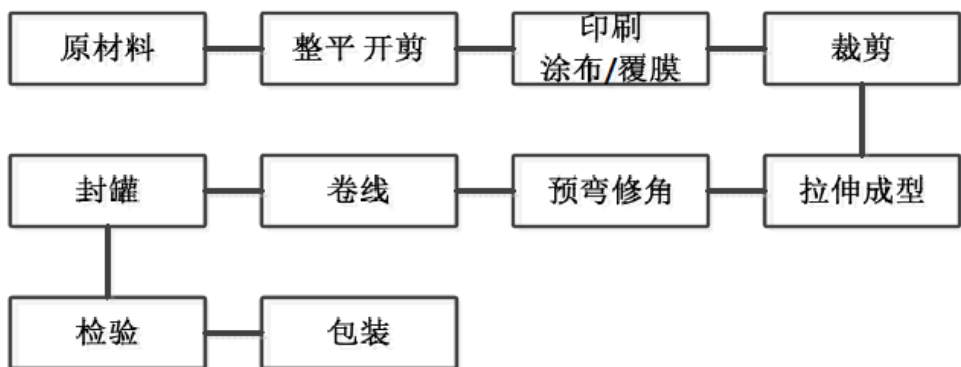 原材料
整平 开剪
印刷
涂布/覆膜
裁剪
封罐
卷线
预弯修角
拉伸成型
检验
包装